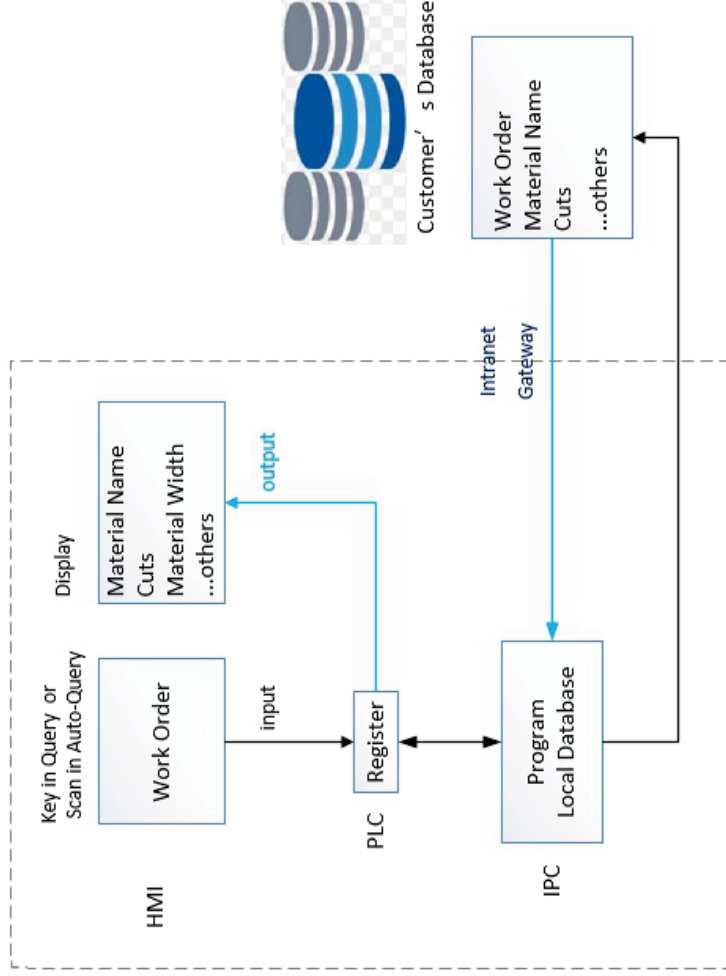 HMI
Key in Query or
Scan in Auto-Query
Work Order
Display
Material Name
Cuts
Material Width
...others
input
output
PLC
Register
IPC
Program
Local Database
Intranet
Gateway
Customer' s Database
Work Order
Material Name
Cuts
...others